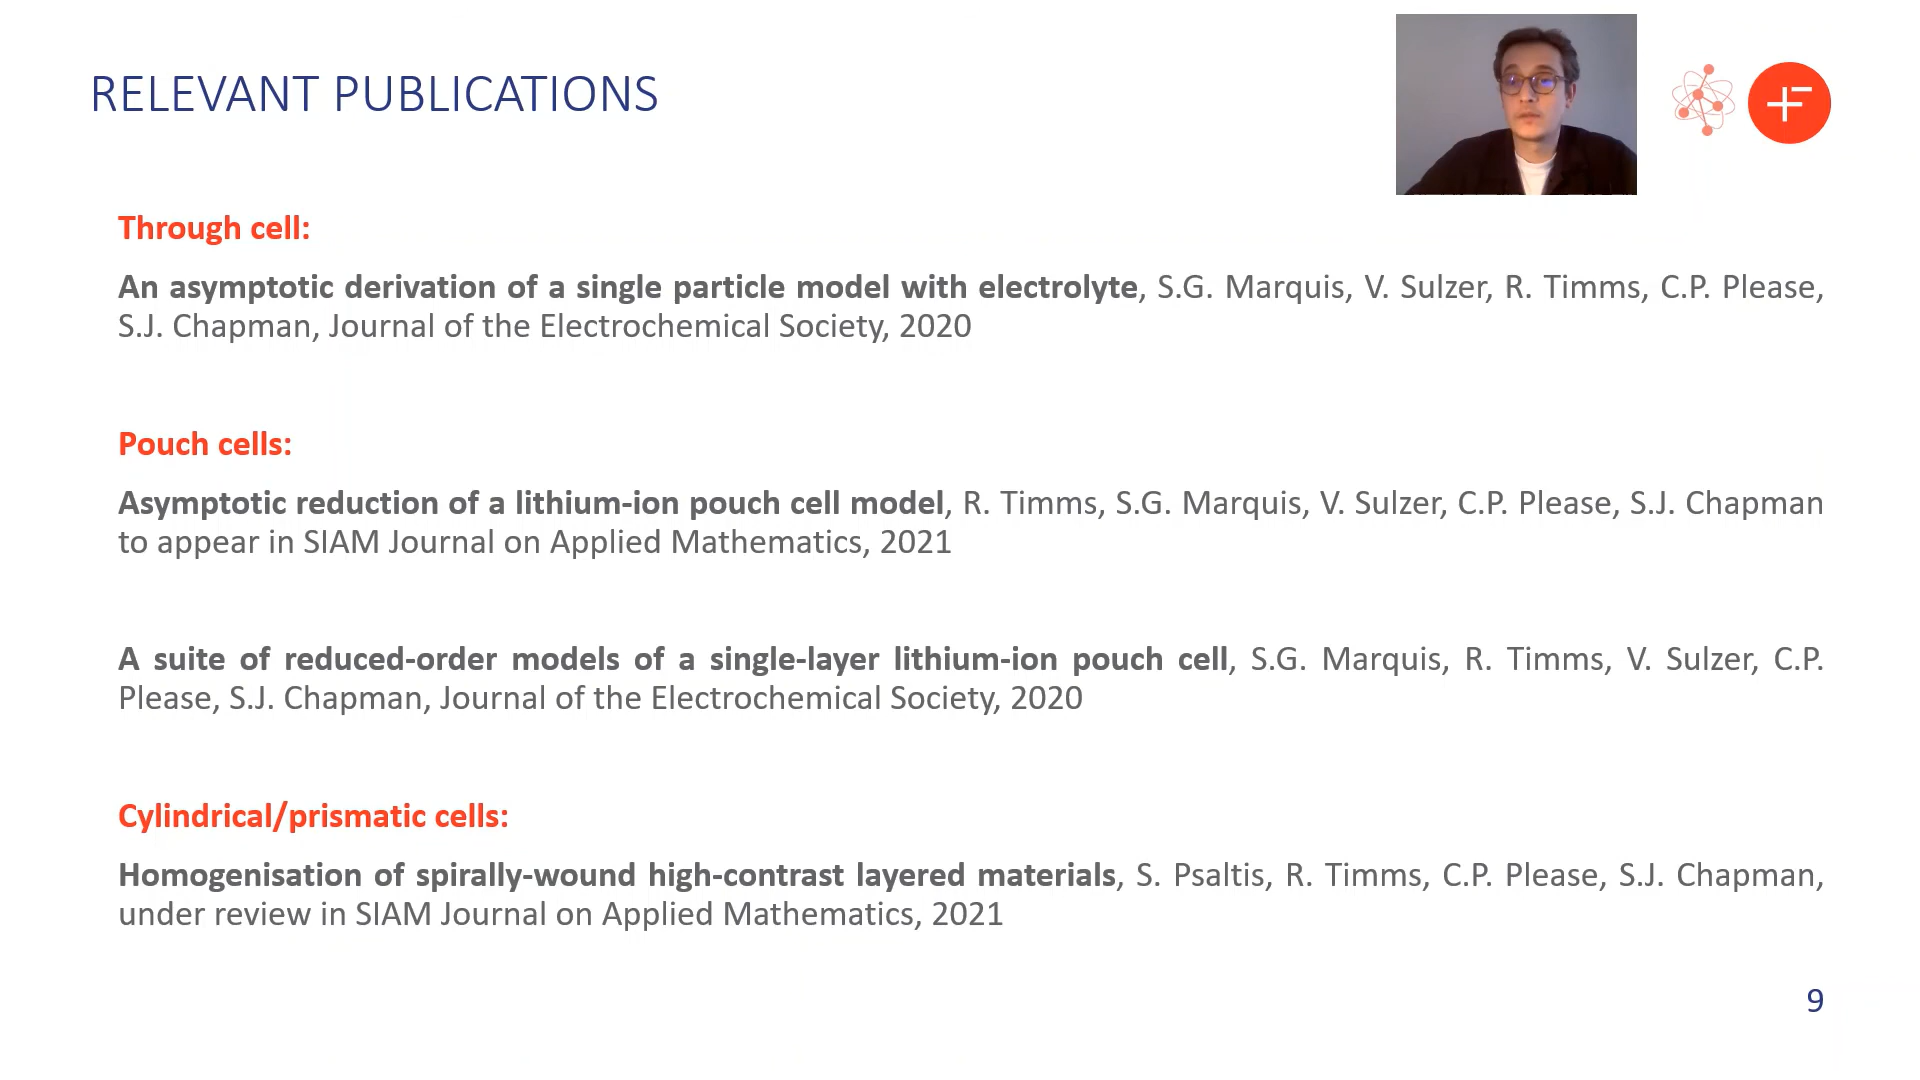 RELEVANT PUBLICATIONS
Through cell:
An asymptotic derivation of a single particle model with electrolyte, S.G. Marquis, V. Sulzer, R. Timms, C.P. Please,
S.J. Chapman, Journal of the Electrochemical Society, 2020
Pouch cells:
Asymptotic reduction of a lithium-ion pouch cell model, R. Timms, S.G. Marquis, V. Sulzer, C.P. Please, S.J. Chapman
to appear in SIAM Journal on Applied Mathematics, 2021
A suite of reduced-order models of a single-layer lithium-ion pouch cell, S.G. Marquis, R. Timms, V. Sulzer, C.P.
Please, S.J. Chapman, Journal of the Electrochemical Society, 2020
Cylindrical/prismatic cells:
Homogenisation of spirally-wound high-contrast layered materials, S. Psaltis, R. Timms, C.P. Please, S.J. Chapman,
under review in SIAM Journal on Applied Mathematics, 2021
9